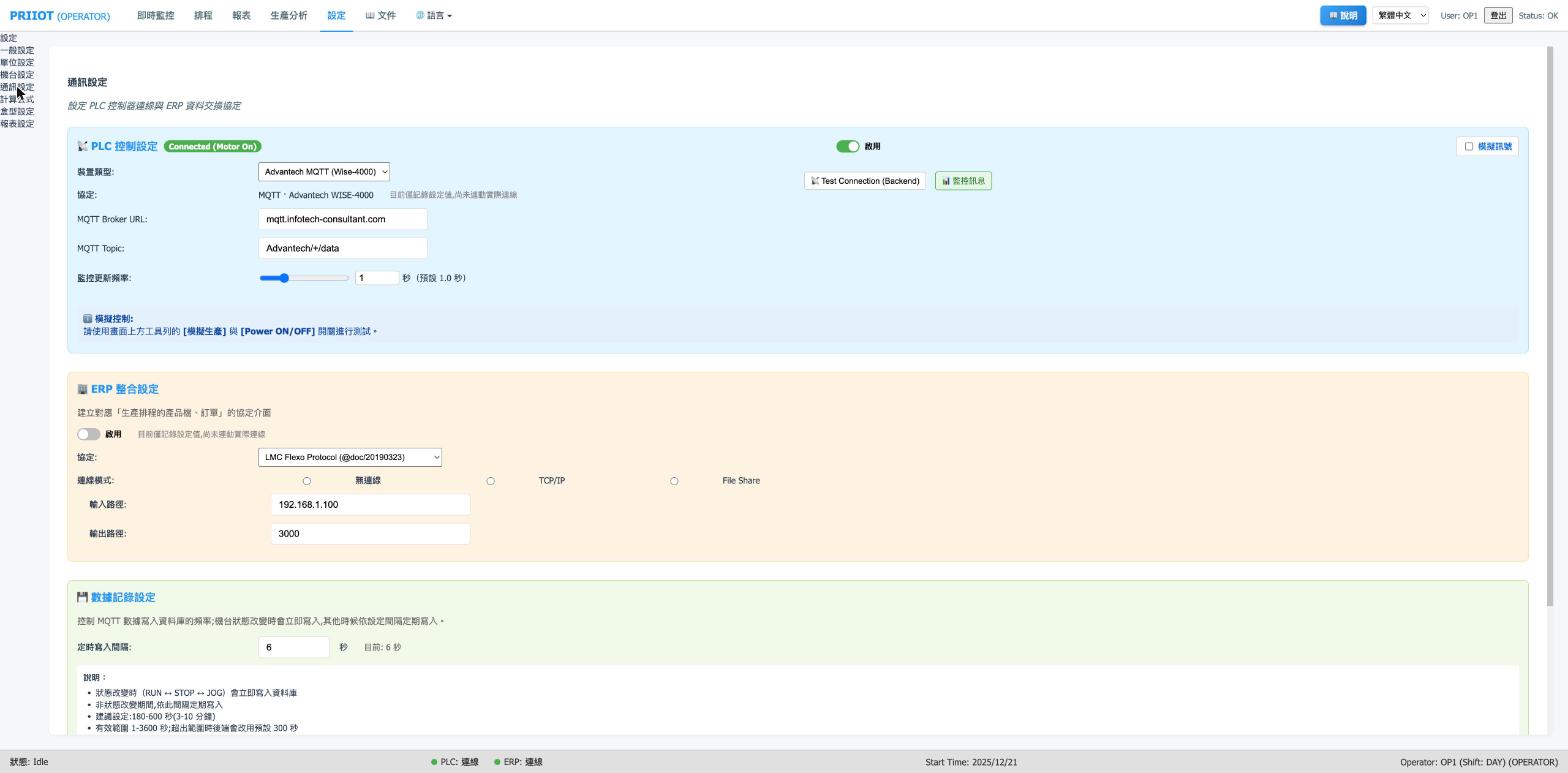 PRIIOT (OPERATOR) 即時監控 排程 報表 生產分析 設定 📖 文件 🌐 語言 📖 說明 繁體中文 User: OP1 登出 Status: OK
設定
一般設定
單位設定
機台設定
通訊設定
計算公式
盒型設定
報表設定
通訊設定
設定 PLC 控制器連線與 ERP 資料交換協定
PLC 控制設定 Connected (Motor On) 啟用 模擬訊號
裝置類型: Advantech MQTT (Wise-4000) Test Connection (Backend) 監控訊息
協定: MQTT · Advantech WISE-4000 目前僅記錄設定值,尚未連動實際連線
MQTT Broker URL: mqtt.infotech-consultant.com
MQTT Topic: Advantech/+/data
監控更新頻率: 1 秒（預設 1.0 秒）
模擬控制:
請使用畫面上方工具列的 [模擬生產] 與 [Power ON/OFF] 開關進行測試。
ERP 整合設定
建立對應「生產排程的產品檔、訂單」的協定介面
啟用 目前僅記錄設定值,尚未連動實際連線
協定: LMC Flexo Protocol (@doc/20190323)
連線模式: 無連線 TCP/IP File Share
輸入路徑: 192.168.1.100
輸出路徑: 3000
數據記錄設定
控制 MQTT 數據寫入資料庫的頻率;機台狀態改變時會立即寫入,其他時候依設定間隔定期寫入。
定時寫入間隔: 6 秒 目前: 6 秒
說明：
• 狀態改變時（RUN ↔ STOP ↔ JOG）會立即寫入資料庫
• 非狀態改變期間,依此間隔定期寫入
• 建議設定:180-600 秒(3-10 分鐘)
• 有效範圍 1-3600 秒;超出範圍時後端會改用預設 300 秒
狀態: Idle PLC: 連線 ERP: 連線 Start Time: 2025/12/21 Operator: OP1 (Shift: DAY) (OPERATOR)